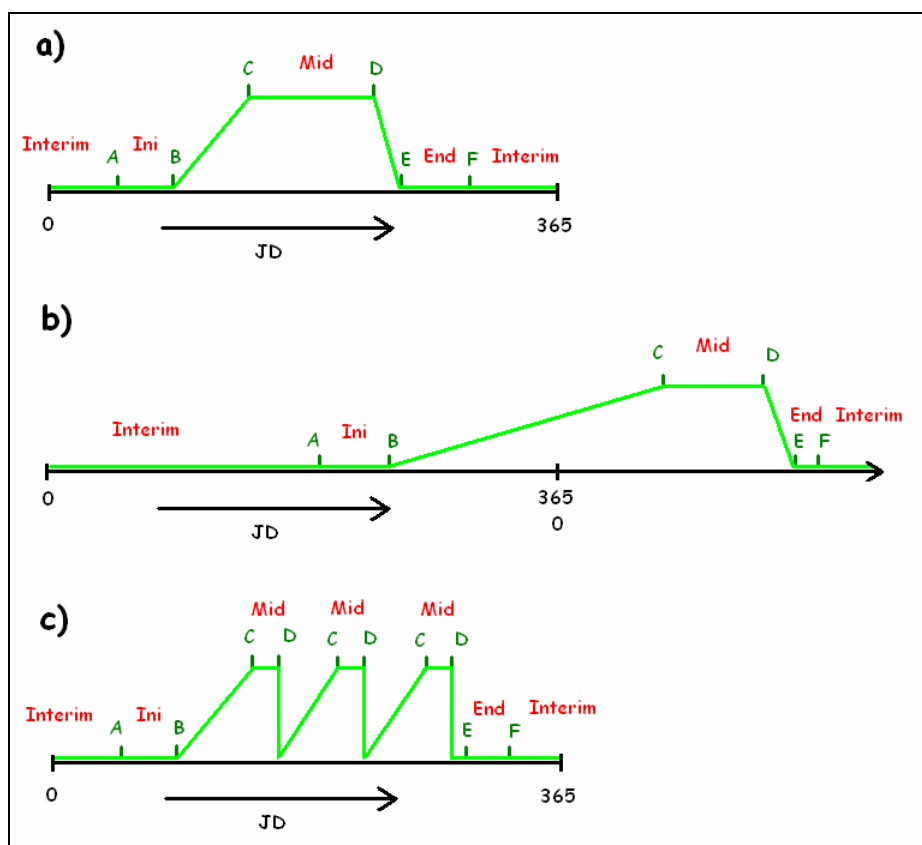 a)
Mid
C D
Interim Ini End Interim
A B E F
0 365
JD
b)
Mid
C D
Interim Ini End Interim
A B E F
0 365
0
JD
c)
Mid Mid Mid
C D C D C D
Interim Ini End Interim
A B E F
0 365
JD